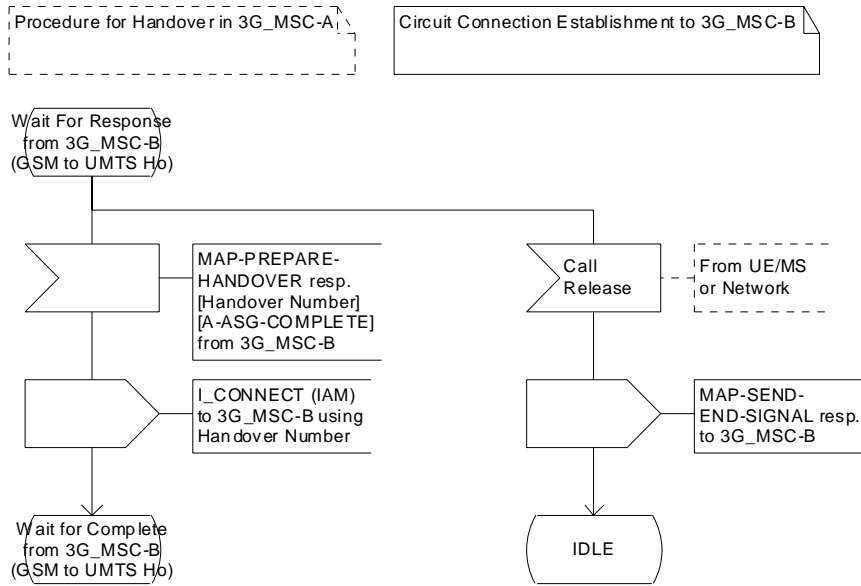 Procedure for Handover in 3G_MSC-A
Circuit Connection Establishment to 3G_MSC-B
Wait For Response
from 3G_MSC-B
(GSM to UMTS Ho)
MAP-PREPARE-
HANDOVER resp.
[Handover Number]
[A-ASG-COMPLETE]
from 3G_MSC-B
Call
Release
From UE/MS
or Network
I_CONNECT (IAM)
to 3G_MSC-B using
Handover Number
MAP-SEND-
END-SIGNAL resp.
to 3G_MSC-B
Wait for Complete
from 3G_MSC-B
(GSM to UMTS Ho)
IDLE